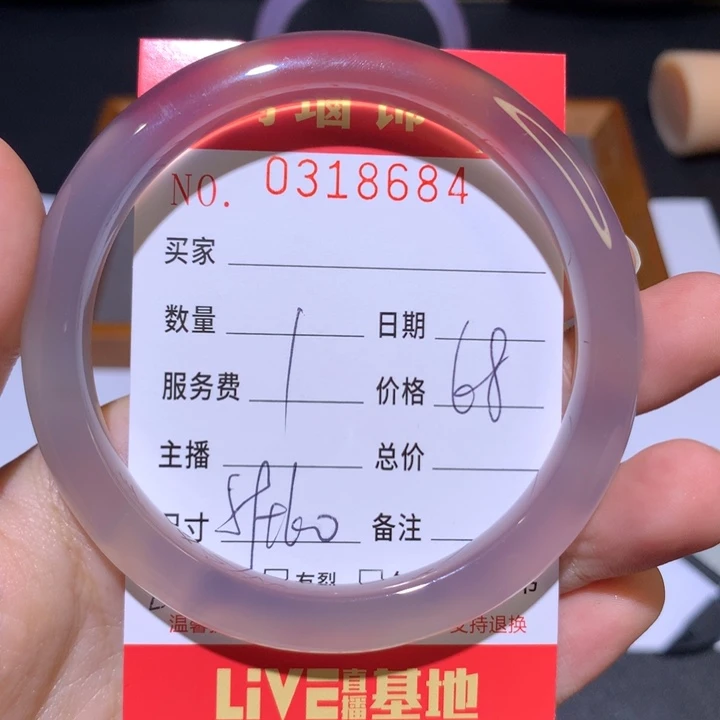 NO. 0318684
买家
数量 1 日期
服务费 价格 68
主播 总价
尺寸 备注
有裂
温馨 支持退换
LiVE直播基地